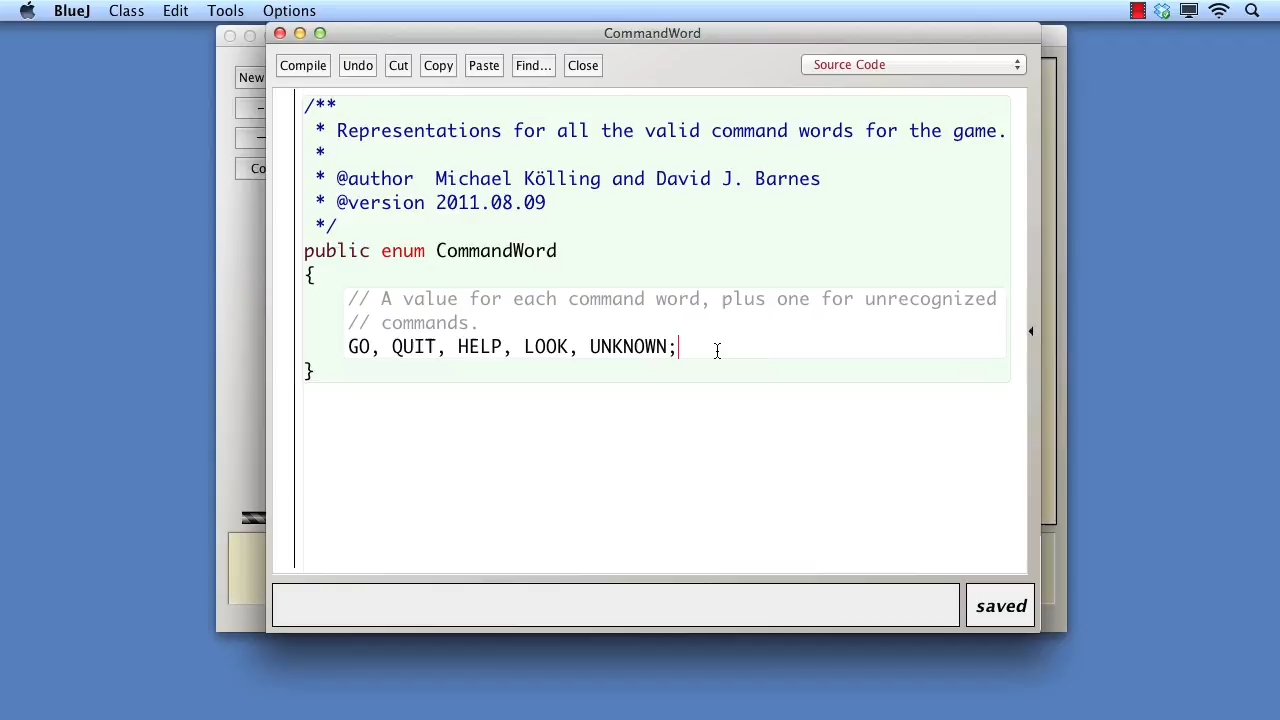 BlueJ Class Edit Tools Options
CommandWord
New
Compile Undo Cut Copy Paste Find... Close Source Code
/**
* Representations for all the valid command words for the game.
*
* @author  Michael Kölling and David J. Barnes
* @version 2011.08.09
*/
Co
public enum CommandWord
{
// A value for each command word, plus one for unrecognized
// commands.
GO, QUIT, HELP, LOOK, UNKNOWN;
}
saved